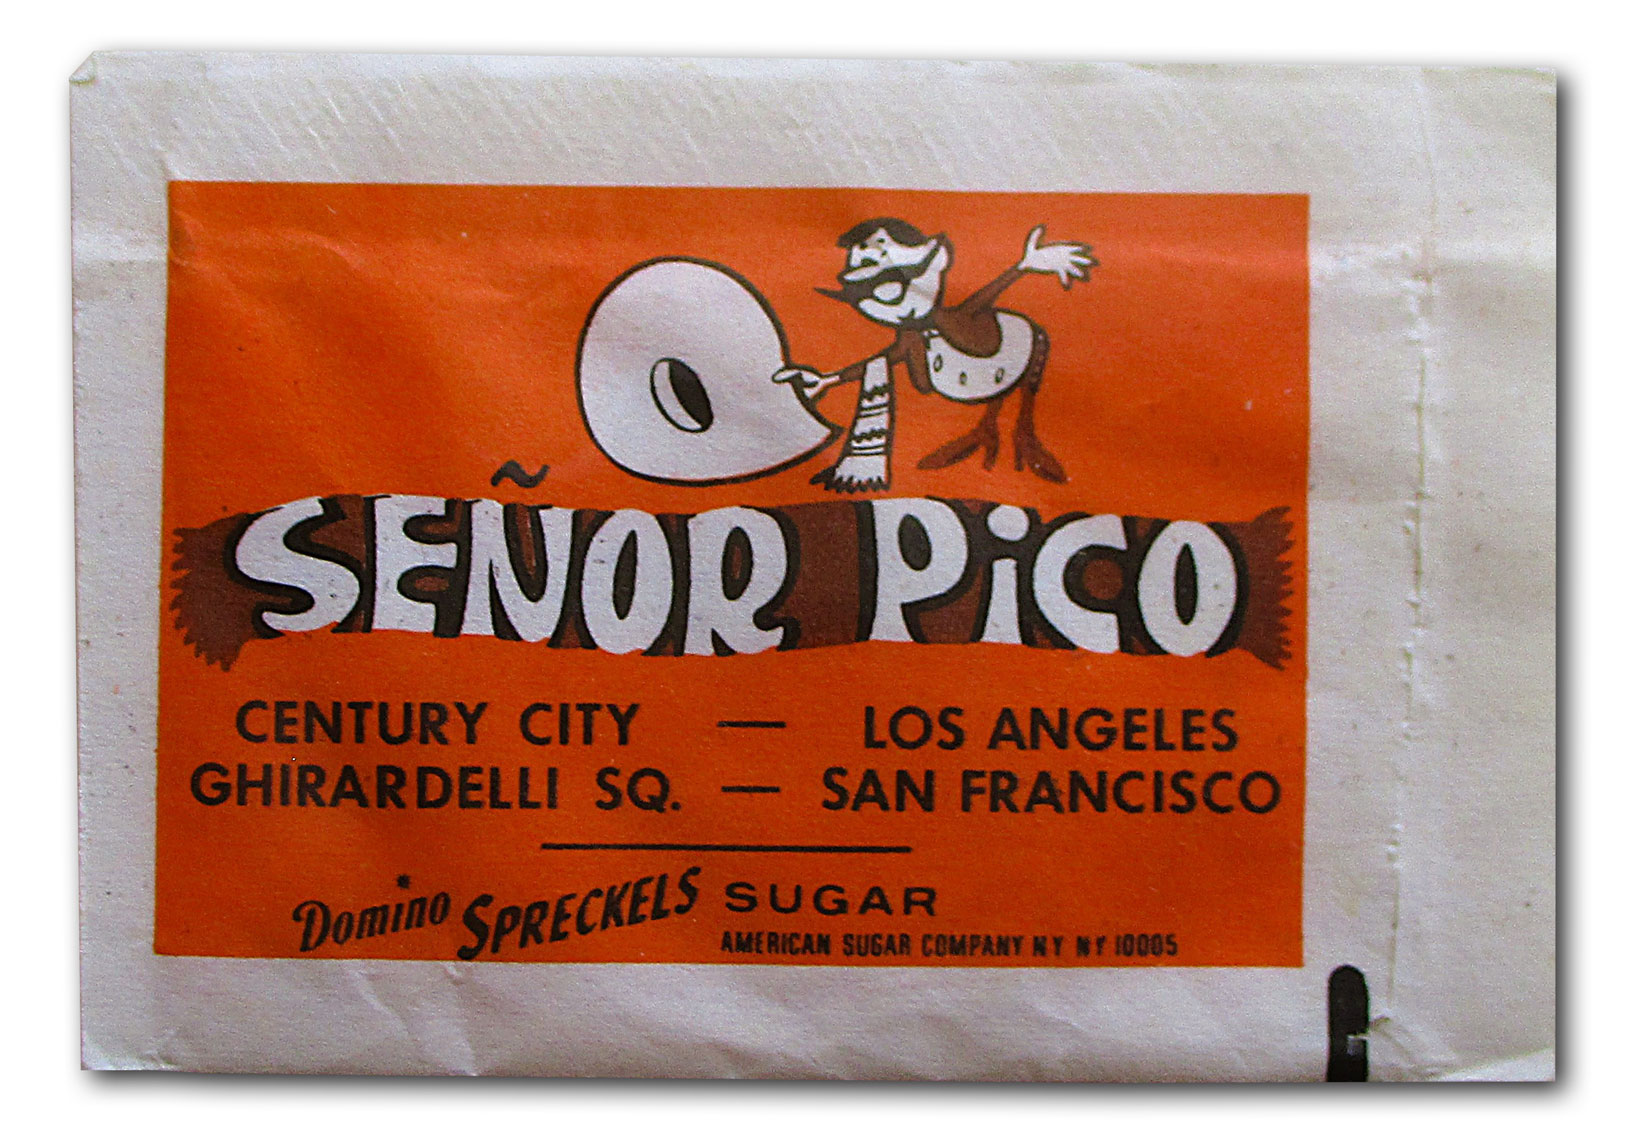 SEÑOR PiCO
CENTURY CITY — LOS ANGELES
GHIRARDELLI SQ. — SAN FRANCISCO
Domino SPRECKELS SUGAR
AMERICAN SUGAR COMPANY NY NY 10005